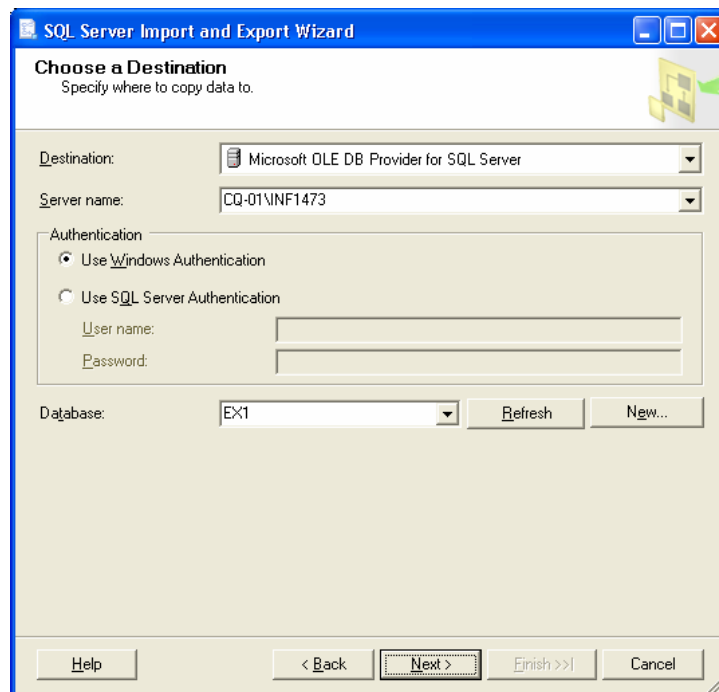 SQL Server Import and Export Wizard
Choose a Destination
Specify where to copy data to.
Destination: Microsoft OLE DB Provider for SQL Server
Server name: CQ-01\INF1473
Authentication
Use Windows Authentication
Use SQL Server Authentication
User name:
Password:
Database: EX1 Refresh New...
Help < Back Next > Finish >>| Cancel